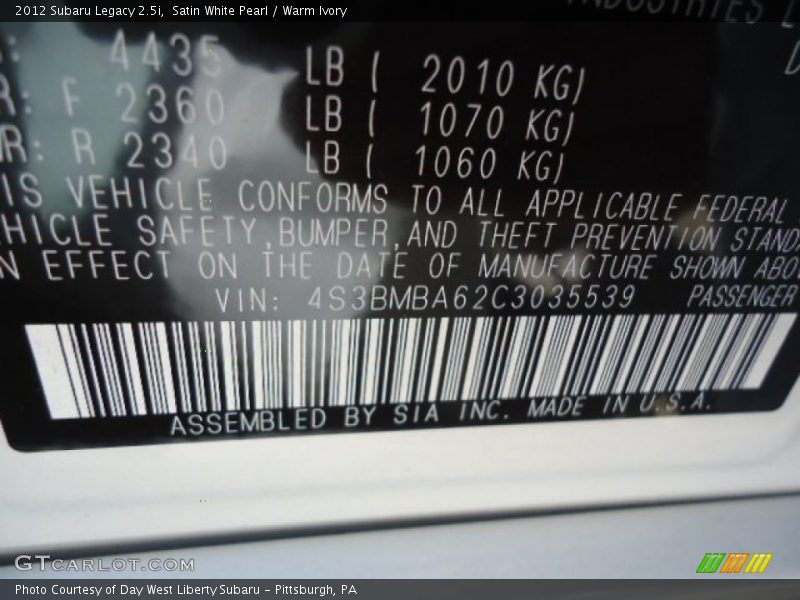 2012 Subaru Legacy 2.5i, Satin White Pearl / Warm Ivory
4435 LB ( 2010 KG)
R: F 2360 LB ( 1070 KG)
R: R 2340 LB ( 1060 KG)
IS VEHICLE CONFORMS TO ALL APPLICABLE FEDERAL
HICLE SAFETY,BUMPER,AND THEFT PREVENTION STAND
N EFFECT ON THE DATE OF MANUFACTURE SHOWN ABO
VIN: 4S3BMBA62C3035539 PASSENGER
ASSEMBLED BY SIA INC. MADE IN U.S.A.
GTCarLot.com
Photo Courtesy of Day West Liberty Subaru - Pittsburgh, PA